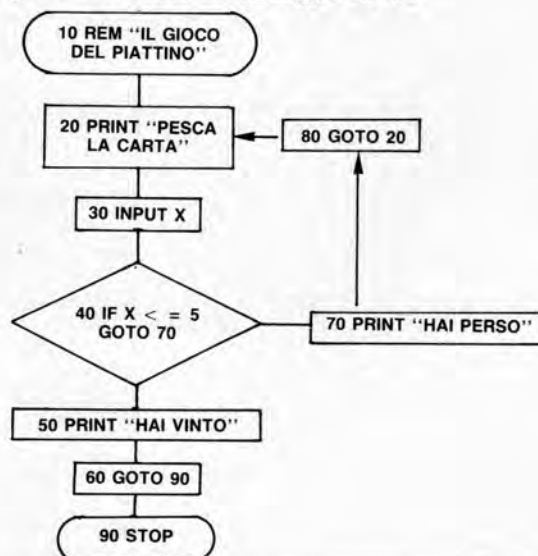 10 REM "IL GIOCO
DEL PIATTINO"
20 PRINT "PESCA
LA CARTA"
80 GOTO 20
30 INPUT X
40 IF X < = 5
GOTO 70
70 PRINT "HAI PERSO"
50 PRINT "HAI VINTO"
60 GOTO 90
90 STOP